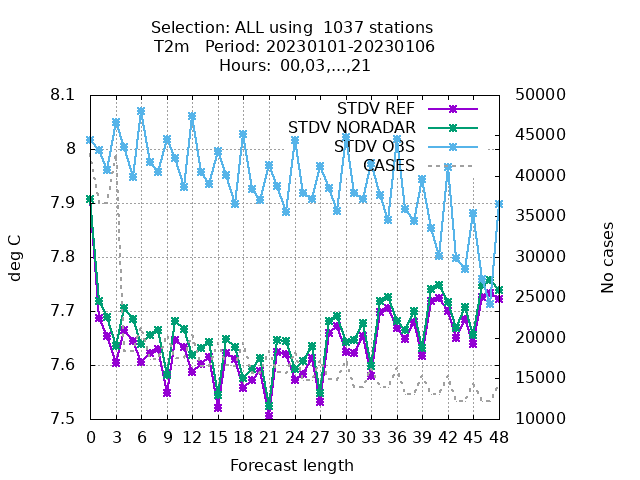 Selection: ALL using  1037 stations
T2m   Period: 20230101-20230106
Hours: 00,03,...,21
8.1
8
7.9
7.8
7.7
7.6
7.5
deg C
50000
45000
40000
35000
30000
25000
20000
15000
10000
No cases
STDV REF
STDV NORADAR
STDV OBS
CASES
0 3 6 9 12 15 18 21 24 27 30 33 36 39 42 45 48
Forecast length